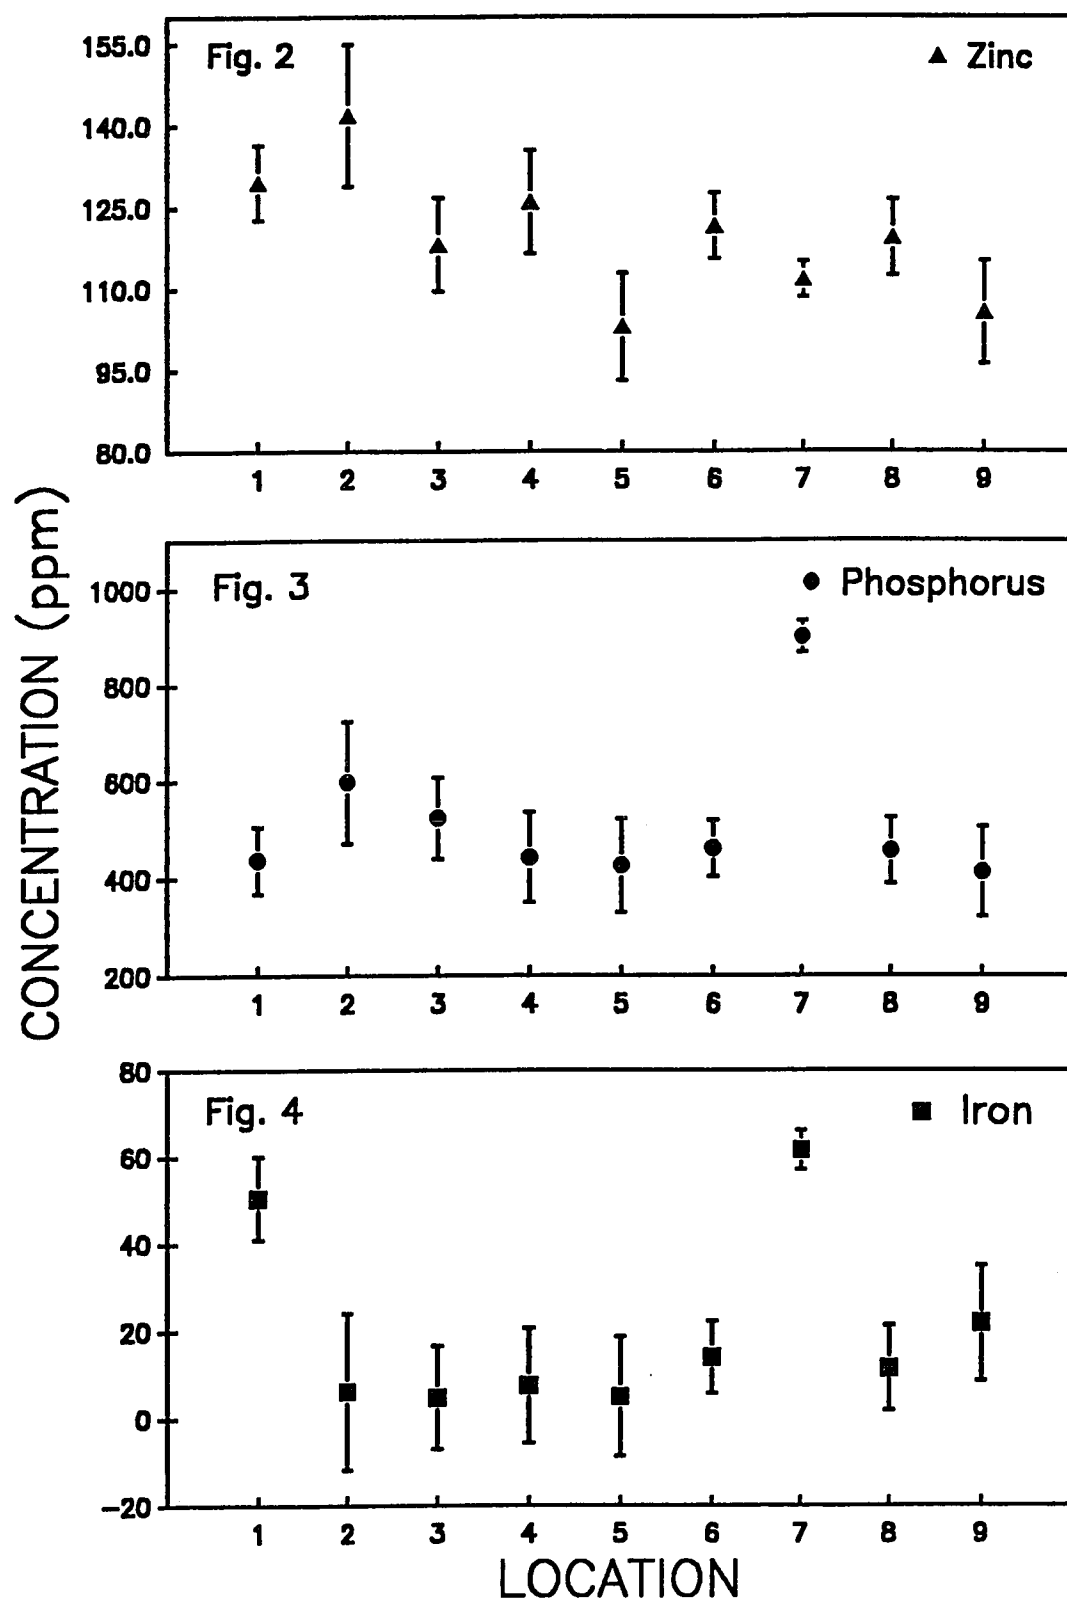 Fig. 2
Zinc
155.0
140.0
125.0
110.0
95.0
80.0
1 2 3 4 5 6 7 8 9
Fig. 3
Phosphorus
1000
800
600
400
200
1 2 3 4 5 6 7 8 9
Fig. 4
Iron
80
60
40
20
0
−20
1 2 3 4 5 6 7 8 9
CONCENTRATION (ppm)
LOCATION